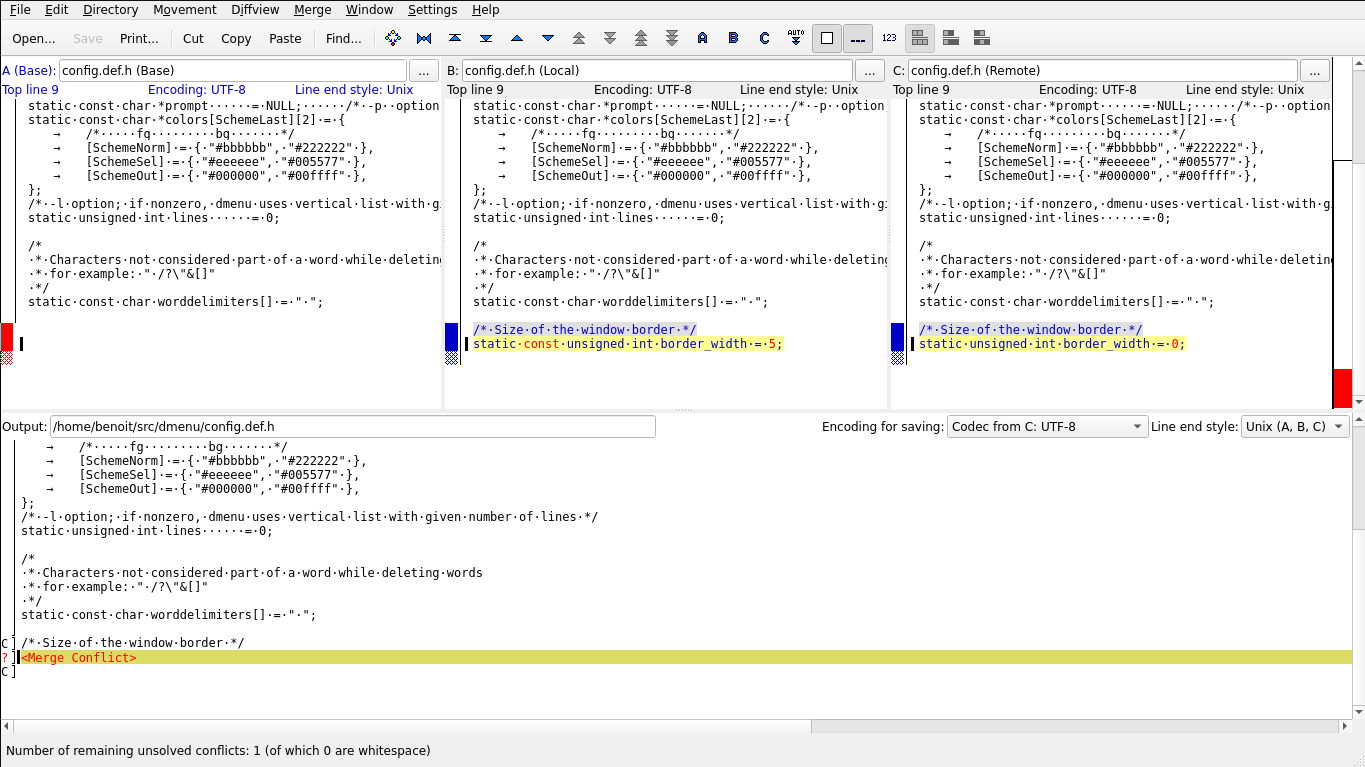 File Edit Directory Movement Diffview Merge Window Settings Help
Open... Save Print... Cut Copy Paste Find... A B C AUTO 123
A (Base): config.def.h (Base) ... B: config.def.h (Local) ... C: config.def.h (Remote) ...
Top line 9 Encoding: UTF-8 Line end style: Unix Top line 9 Encoding: UTF-8 Line end style: Unix Top line 9 Encoding: UTF-8 Line end style: Unix
static·const·char·*prompt······=·NULL;······/*·-p··option
static·const·char·*colors[SchemeLast][2]·=·{
→ /*·····fg·········bg·······*/
→ [SchemeNorm]·=·{·"#bbbbbb",·"#222222"·},
→ [SchemeSel]·=·{·"#eeeeee",·"#005577"·},
→ [SchemeOut]·=·{·"#000000",·"#00ffff"·},
};
/*·-l·option;·if·nonzero,·dmenu·uses·vertical·list·with·g
static·unsigned·int·lines······=·0;
/*
·*·Characters·not·considered·part·of·a·word·while·deleting
·*·for·example:·"·/?\"&[]"
·*/
static·const·char·worddelimiters[]·=·"·";
static·const·char·*prompt······=·NULL;······/*·-p··option
static·const·char·*colors[SchemeLast][2]·=·{
→ /*·····fg·········bg·······*/
→ [SchemeNorm]·=·{·"#bbbbbb",·"#222222"·},
→ [SchemeSel]·=·{·"#eeeeee",·"#005577"·},
→ [SchemeOut]·=·{·"#000000",·"#00ffff"·},
};
/*·-l·option;·if·nonzero,·dmenu·uses·vertical·list·with·gi
static·unsigned·int·lines······=·0;
/*
·*·Characters·not·considered·part·of·a·word·while·deleting
·*·for·example:·"·/?\"&[]"
·*/
static·const·char·worddelimiters[]·=·"·";
/*·Size·of·the·window·border·*/
static·const·unsigned·int·border_width·=·5;
static·const·char·*prompt······=·NULL;······/*·-p··option
static·const·char·*colors[SchemeLast][2]·=·{
→ /*·····fg·········bg·······*/
→ [SchemeNorm]·=·{·"#bbbbbb",·"#222222"·},
→ [SchemeSel]·=·{·"#eeeeee",·"#005577"·},
→ [SchemeOut]·=·{·"#000000",·"#00ffff"·},
};
/*·-l·option;·if·nonzero,·dmenu·uses·vertical·list·with·g
static·unsigned·int·lines······=·0;
/*
·*·Characters·not·considered·part·of·a·word·while·deleting
·*·for·example:·"·/?\"&[]"
·*/
static·const·char·worddelimiters[]·=·"·";
/*·Size·of·the·window·border·*/
static·unsigned·int·border_width·=·0;
Output: /home/benoit/src/dmenu/config.def.h Encoding for saving: Codec from C: UTF-8 Line end style: Unix (A, B, C)
→ /*·····fg·········bg·······*/
→ [SchemeNorm]·=·{·"#bbbbbb",·"#222222"·},
→ [SchemeSel]·=·{·"#eeeeee",·"#005577"·},
→ [SchemeOut]·=·{·"#000000",·"#00ffff"·},
};
/*·-l·option;·if·nonzero,·dmenu·uses·vertical·list·with·given·number·of·lines·*/
static·unsigned·int·lines······=·0;
/*
·*·Characters·not·considered·part·of·a·word·while·deleting·words
·*·for·example:·"·/?\"&[]"
·*/
static·const·char·worddelimiters[]·=·"·";
C /*·Size·of·the·window·border·*/
? <Merge Conflict>
C
Number of remaining unsolved conflicts: 1 (of which 0 are whitespace)